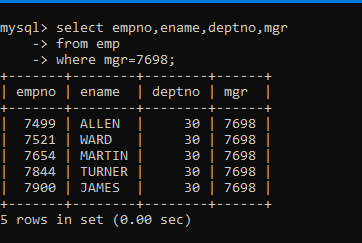 mysql> select empno,ename,deptno,mgr
    -> from emp
    -> where mgr=7698;
+-------+--------+--------+------+
| empno | ename  | deptno | mgr  |
+-------+--------+--------+------+
|  7499 | ALLEN  |     30 | 7698 |
|  7521 | WARD   |     30 | 7698 |
|  7654 | MARTIN |     30 | 7698 |
|  7844 | TURNER |     30 | 7698 |
|  7900 | JAMES  |     30 | 7698 |
+-------+--------+--------+------+
5 rows in set (0.00 sec)